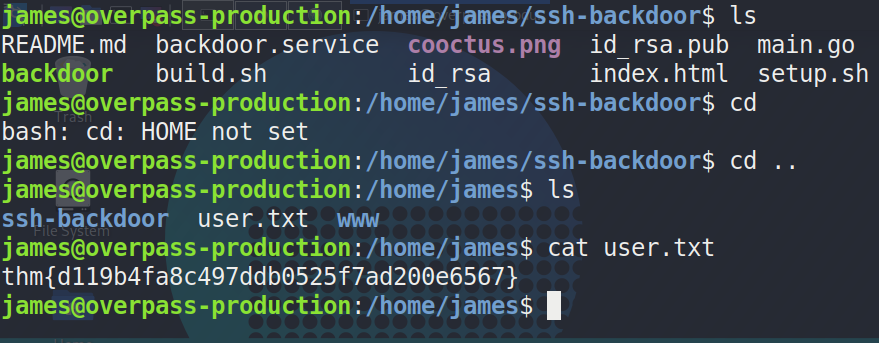 james@overpass-production:/home/james/ssh-backdoor$ ls
README.md backdoor.service cooctus.png id_rsa.pub main.go
backdoor build.sh id_rsa index.html setup.sh
james@overpass-production:/home/james/ssh-backdoor$ cd
bash: cd: HOME not set
james@overpass-production:/home/james/ssh-backdoor$ cd ..
james@overpass-production:/home/james$ ls
ssh-backdoor user.txt www
james@overpass-production:/home/james$ cat user.txt
thm{d119b4fa8c497ddb0525f7ad200e6567}
james@overpass-production:/home/james$
Trash
File System